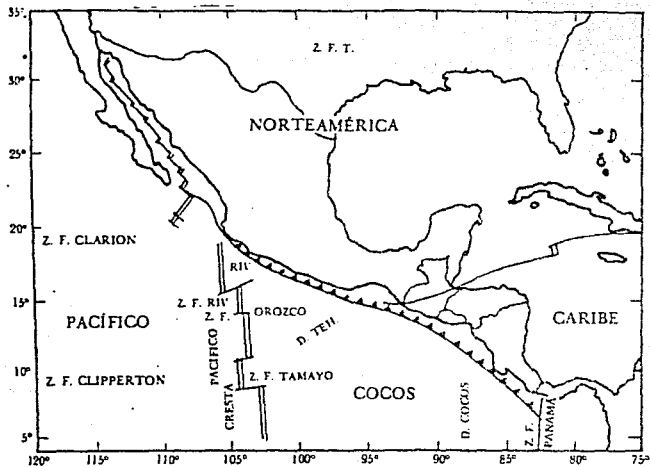 35°
30°
25°
20°
15°
10°
5°
Z. F. T.
NORTEAMÉRICA
Z. F. CLARION
RIV
Z. F. RIV
Z. F. OROZCO
D. TEH.
PACÍFICO
CARIBE
Z. F. CLIPPERTON
CRESTA PACIFICO
Z. F. TAMAYO
COCOS
D. COCOS
Z. F. PANAMÁ
120° 115° 110° 105° 100° 95° 90° 85° 80° 75°